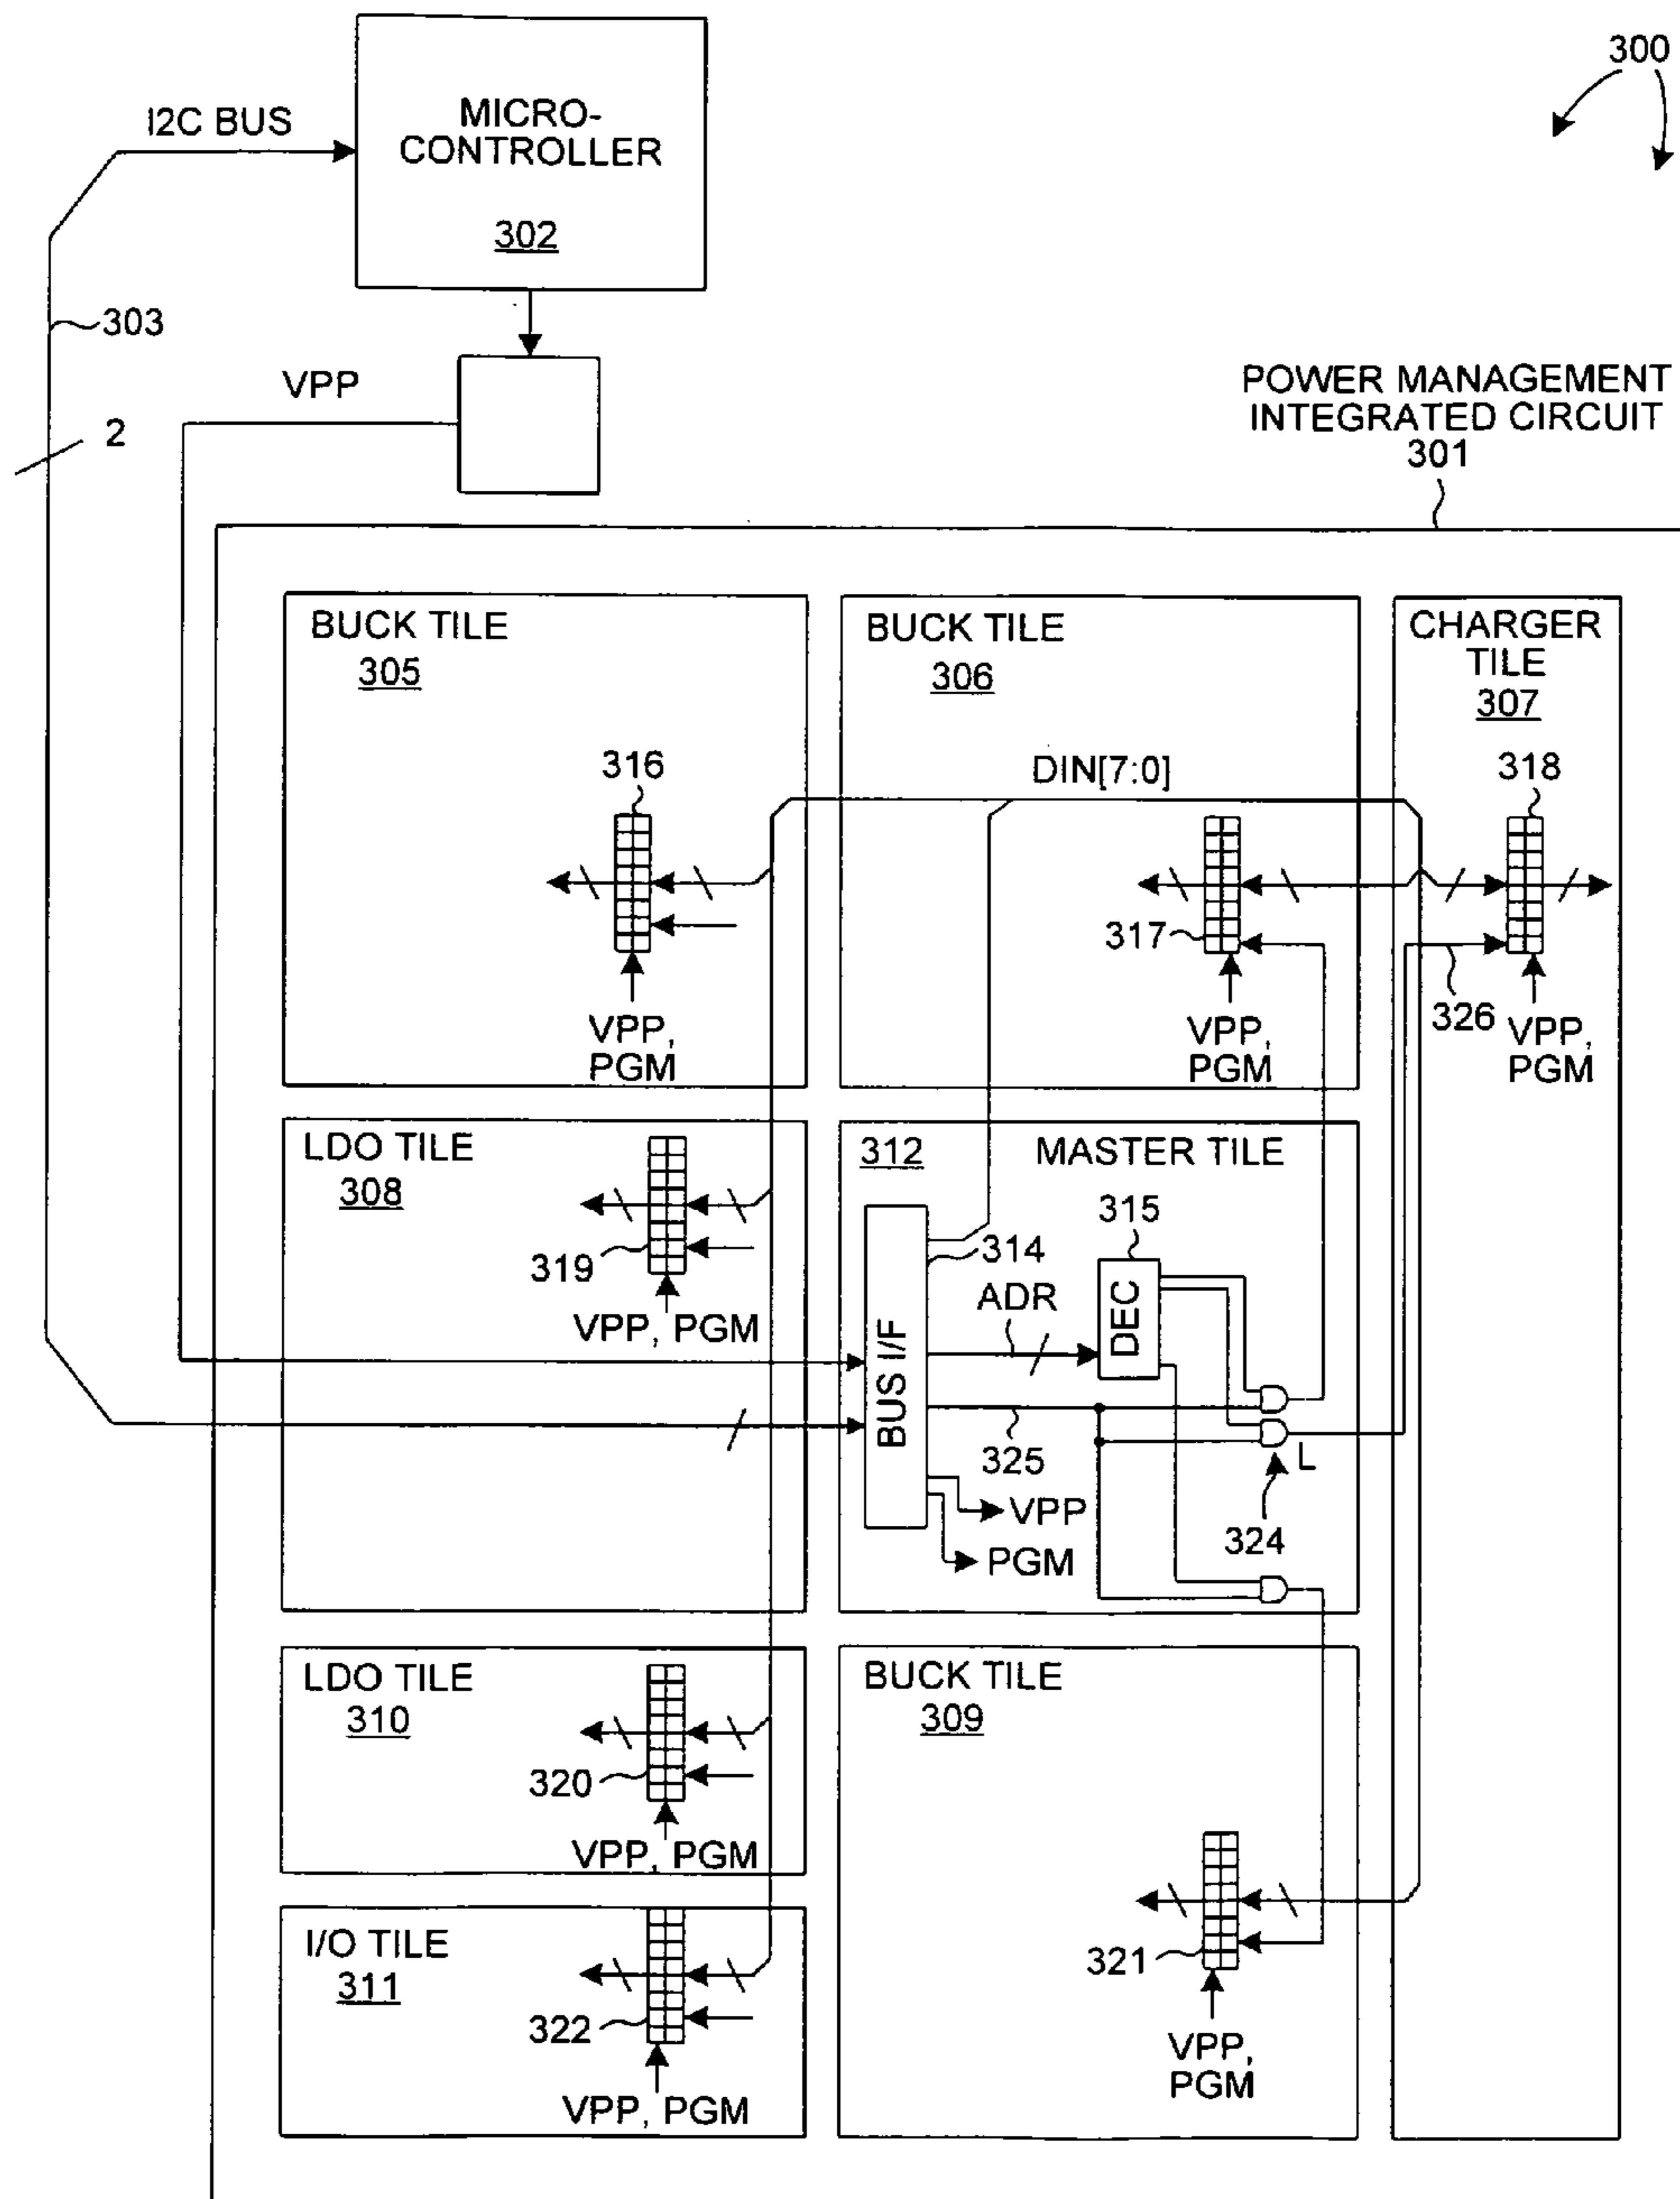 300
I2C BUS
MICRO-
CONTROLLER
302
303
VPP
2
POWER MANAGEMENT
INTEGRATED CIRCUIT
301
BUCK TILE
305
316
VPP,
PGM
BUCK TILE
306
DIN[7:0]
317
VPP,
PGM
CHARGER
TILE
307
318
326
VPP,
PGM
LDO TILE
308
319
VPP, PGM
312
MASTER TILE
314
315
ADR
DEC
BUS I/F
325
L
324
VPP
PGM
LDO TILE
310
320
VPP, PGM
BUCK TILE
309
321
VPP,
PGM
I/O TILE
311
322
VPP, PGM